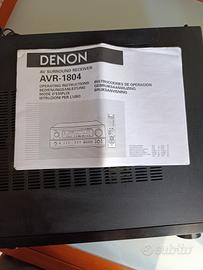 DENON
AV SURROUND RECEIVER
AVR-1804
OPERATING INSTRUCTIONS
BEDIENUNGSANLEITUNG
MODE D'EMPLOI
ISTRUZIONI PER L'USO
INSTRUCCIONES DE OPERACION
GEBRUIKSAANWIJZING
BRUKSANVISNING
subito